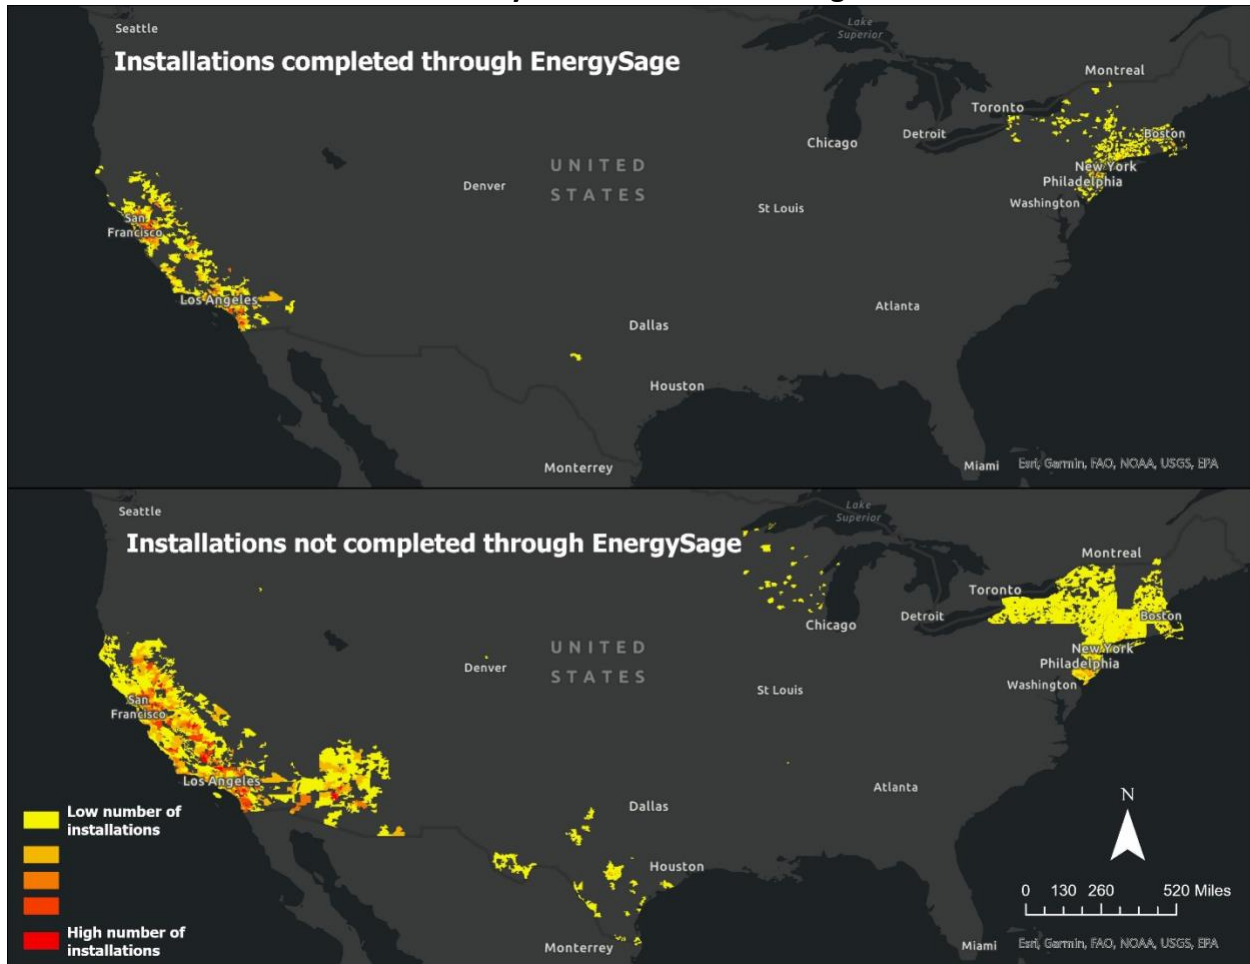 Seattle
Lake
Superior
Installations completed through EnergySage
Montreal
Toronto
Chicago
Detroit
Boston
UNITED
STATES
New York
Philadelphia
Denver
Washington
St Louis
San
Francisco
Los Angeles
Atlanta
Dallas
Houston
Monterrey
Miami
Esri, Garmin, FAO, NOAA, USGS, EPA
Seattle
Lake
Superior
Installations not completed through EnergySage
Montreal
Toronto
Chicago
Detroit
Boston
UNITED
STATES
New York
Philadelphia
Denver
Washington
St Louis
San
Francisco
Los Angeles
Atlanta
Dallas
Low number of
installations
N
Houston
0 130 260 520 Miles
High number of
installations
Monterrey
Miami
Esri, Garmin, FAO, NOAA, USGS, EPA